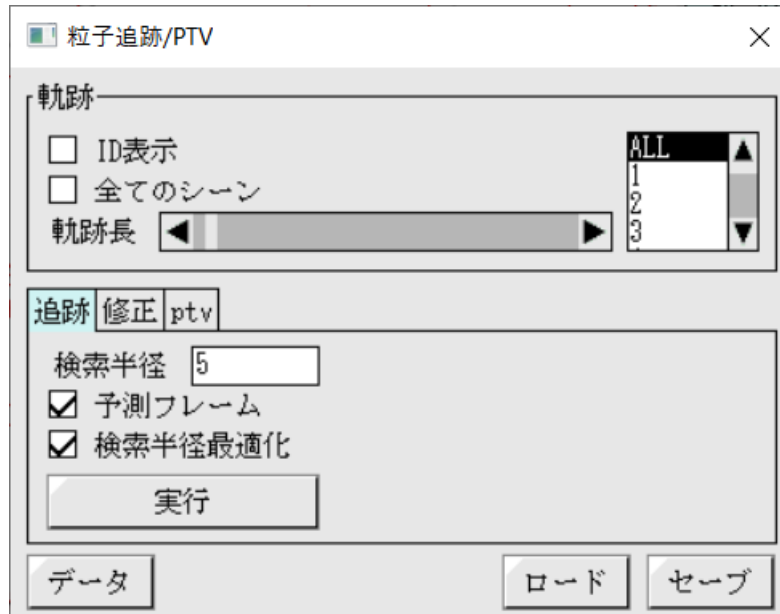 粒子追跡/PTV
軌跡
ID表示
全てのシーン
軌跡長
ALL
1
2
3
追跡 修正 ptv
検索半径 5
予測フレーム
検索半径最適化
実行
データ ロード セーブ